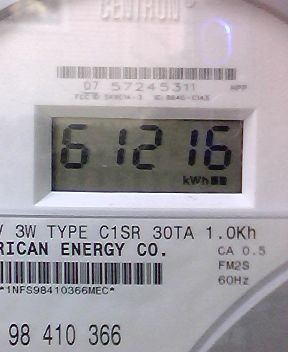 CENTRON
07 57245311 MPP
61216
kWh
V 3W TYPE C1SR 30TA 1.0Kh
RICAN ENERGY CO. CA 0.5
FM2S
*1NFS98410366MEC* 60Hz
98 410 366